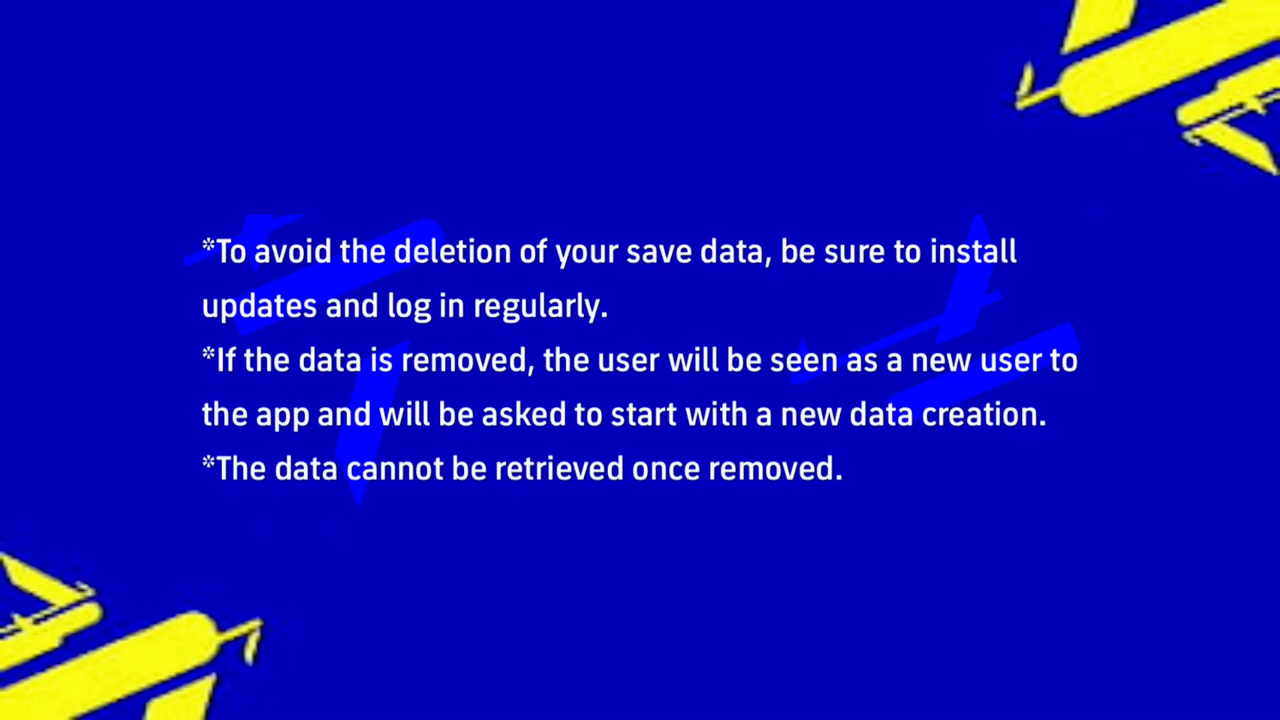 *To avoid the deletion of your save data, be sure to install
updates and log in regularly.
*If the data is removed, the user will be seen as a new user to
the app and will be asked to start with a new data creation.
*The data cannot be retrieved once removed.